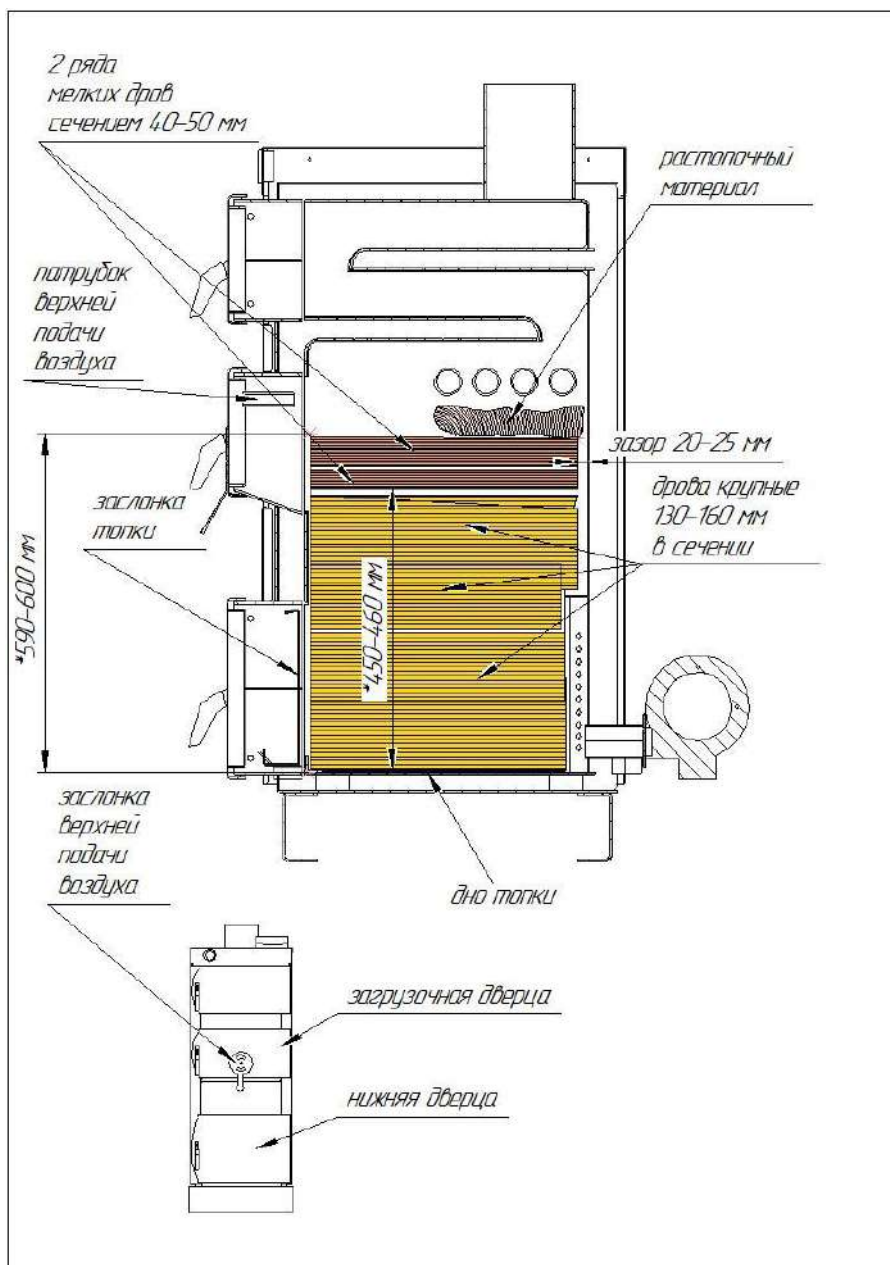 2 ряда
мелких дров
сечением 40-50 мм
растопочный
материал
патрубок
верхней
подачи
воздуха
зазор 20-25 мм
дрова крупные
130-160 мм
в сечении
заслонка
топки
*590-600 мм
*450-460 мм
заслонка
верхней
подачи
воздуха
дно топки
загрузочная дверца
нижняя дверца